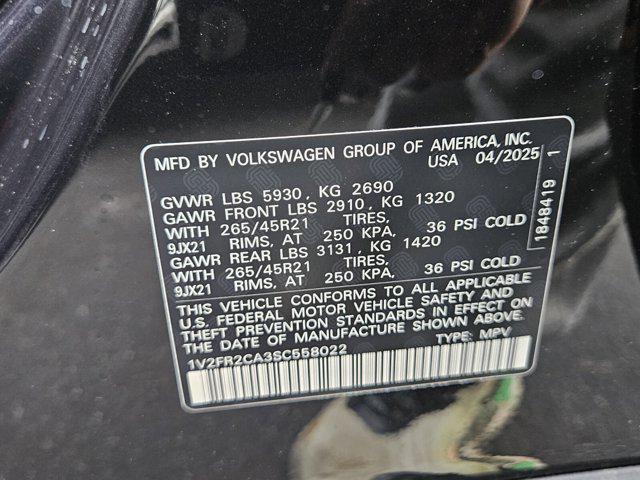 MFD BY VOLKSWAGEN GROUP OF AMERICA, INC.
USA 04/2025
GVWR LBS 5930, KG 2690
GAWR FRONT LBS 2910, KG 1320
WITH 265/45R21 TIRES,
9JX21 RIMS, AT 250 KPA, 36 PSI COLD
GAWR REAR LBS 3131, KG 1420
WITH 265/45R21 TIRES,
9JX21 RIMS, AT 250 KPA, 36 PSI COLD
THIS VEHICLE CONFORMS TO ALL APPLICABLE
U.S. FEDERAL MOTOR VEHICLE SAFETY AND
THEFT PREVENTION STANDARDS IN EFFECT ON
THE DATE OF MANUFACTURE SHOWN ABOVE.
1V2FR2CA3SC558022 TYPE: MPV
1848419 1